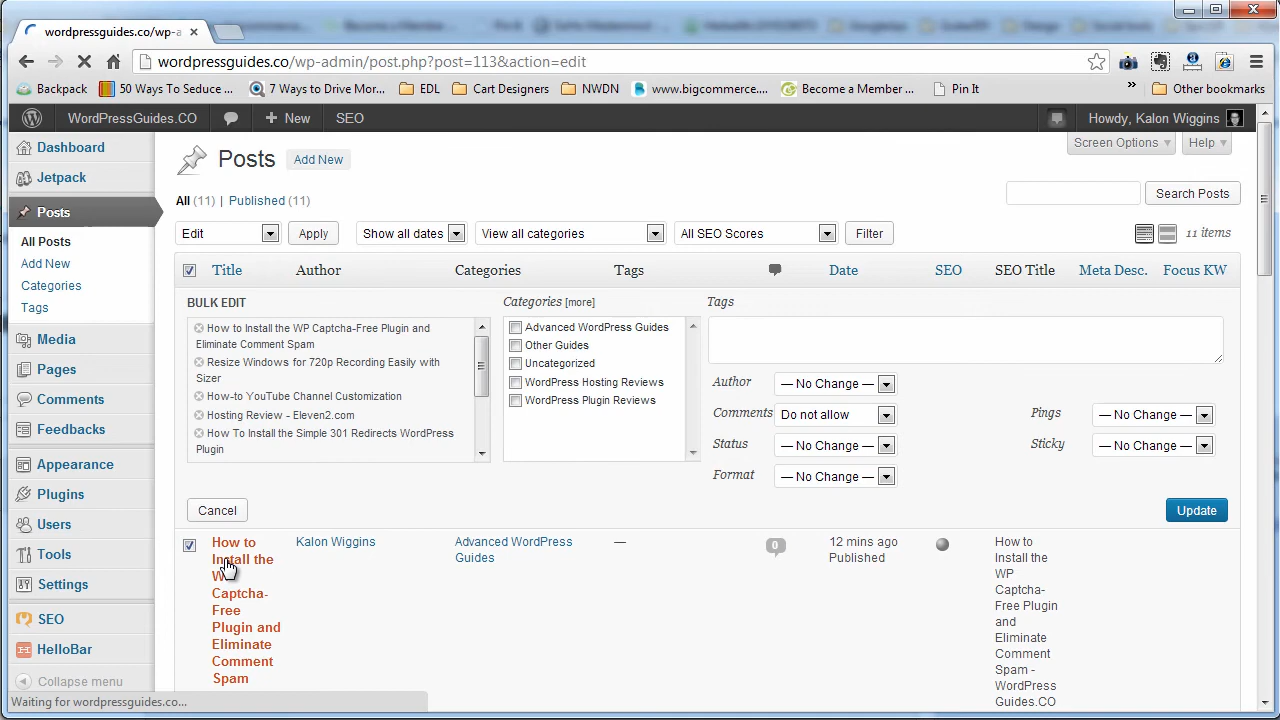 wordpressguides.co/wp-a
wordpressguides.co/wp-admin/post.php?post=113&action=edit
Backpack 50 Ways To Seduce ... 7 Ways to Drive Mor... EDL Cart Designers NWDN www.bigcommerce.... Become a Member ... Pin It » Other bookmarks
WordPressGuides.CO + New SEO Howdy, Kalon Wiggins
Dashboard
Jetpack
Posts
All Posts
Add New
Categories
Tags
Media
Pages
Comments
Feedbacks
Appearance
Plugins
Users
Tools
Settings
SEO
HelloBar
Collapse menu
Screen Options Help
Posts Add New
All (11) | Published (11)
Search Posts
Edit Apply Show all dates View all categories All SEO Scores Filter 11 items
Title Author Categories Tags Date SEO SEO Title Meta Desc. Focus KW
BULK EDIT
How to Install the WP Captcha-Free Plugin and
Eliminate Comment Spam
Resize Windows for 720p Recording Easily with
Sizer
How-to YouTube Channel Customization
Hosting Review - Eleven2.com
How To Install the Simple 301 Redirects WordPress
Plugin
Categories [more]
Advanced WordPress Guides
Other Guides
Uncategorized
WordPress Hosting Reviews
WordPress Plugin Reviews
Tags
Author — No Change —
Comments Do not allow Pings — No Change —
Status — No Change — Sticky — No Change —
Format — No Change —
Cancel Update
How to
Install the
WP
Captcha-
Free
Plugin and
Eliminate
Comment
Spam
Kalon Wiggins
Advanced WordPress
Guides
—
0
12 mins ago
Published
How to
Install the
WP
Captcha-
Free Plugin
and
Eliminate
Comment
Spam -
WordPress
Guides.CO
Waiting for wordpressguides.co...